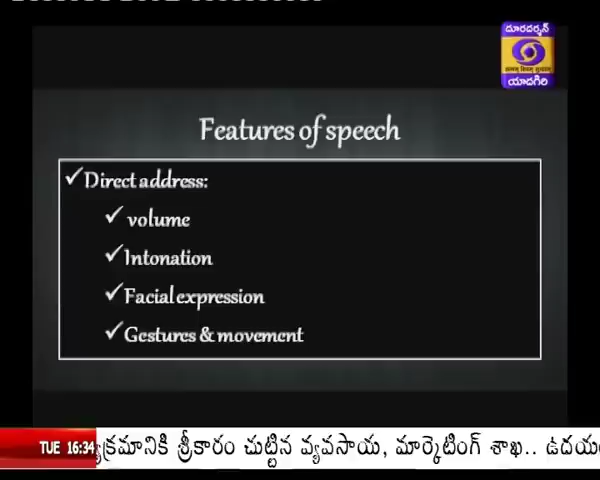 దూరదర్శన్
యాదగిరి
Features of speech
✓Direct address:
✓ volume
✓Intonation
✓Facial expression
✓Gestures & movement
TUE 16:34
క్రమానికి శ్రీకారం చుట్టిన వ్యవసాయ, మార్కెటింగ్ శాఖ.. ఉదయం